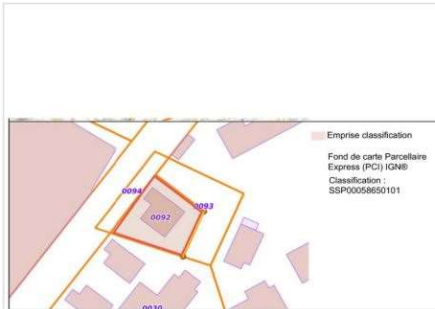 Emprise classification
Fond de carte Parcellaire
Express (PCI) IGN®
Classification :
SSP00058650101
0094
0093
0092
0030